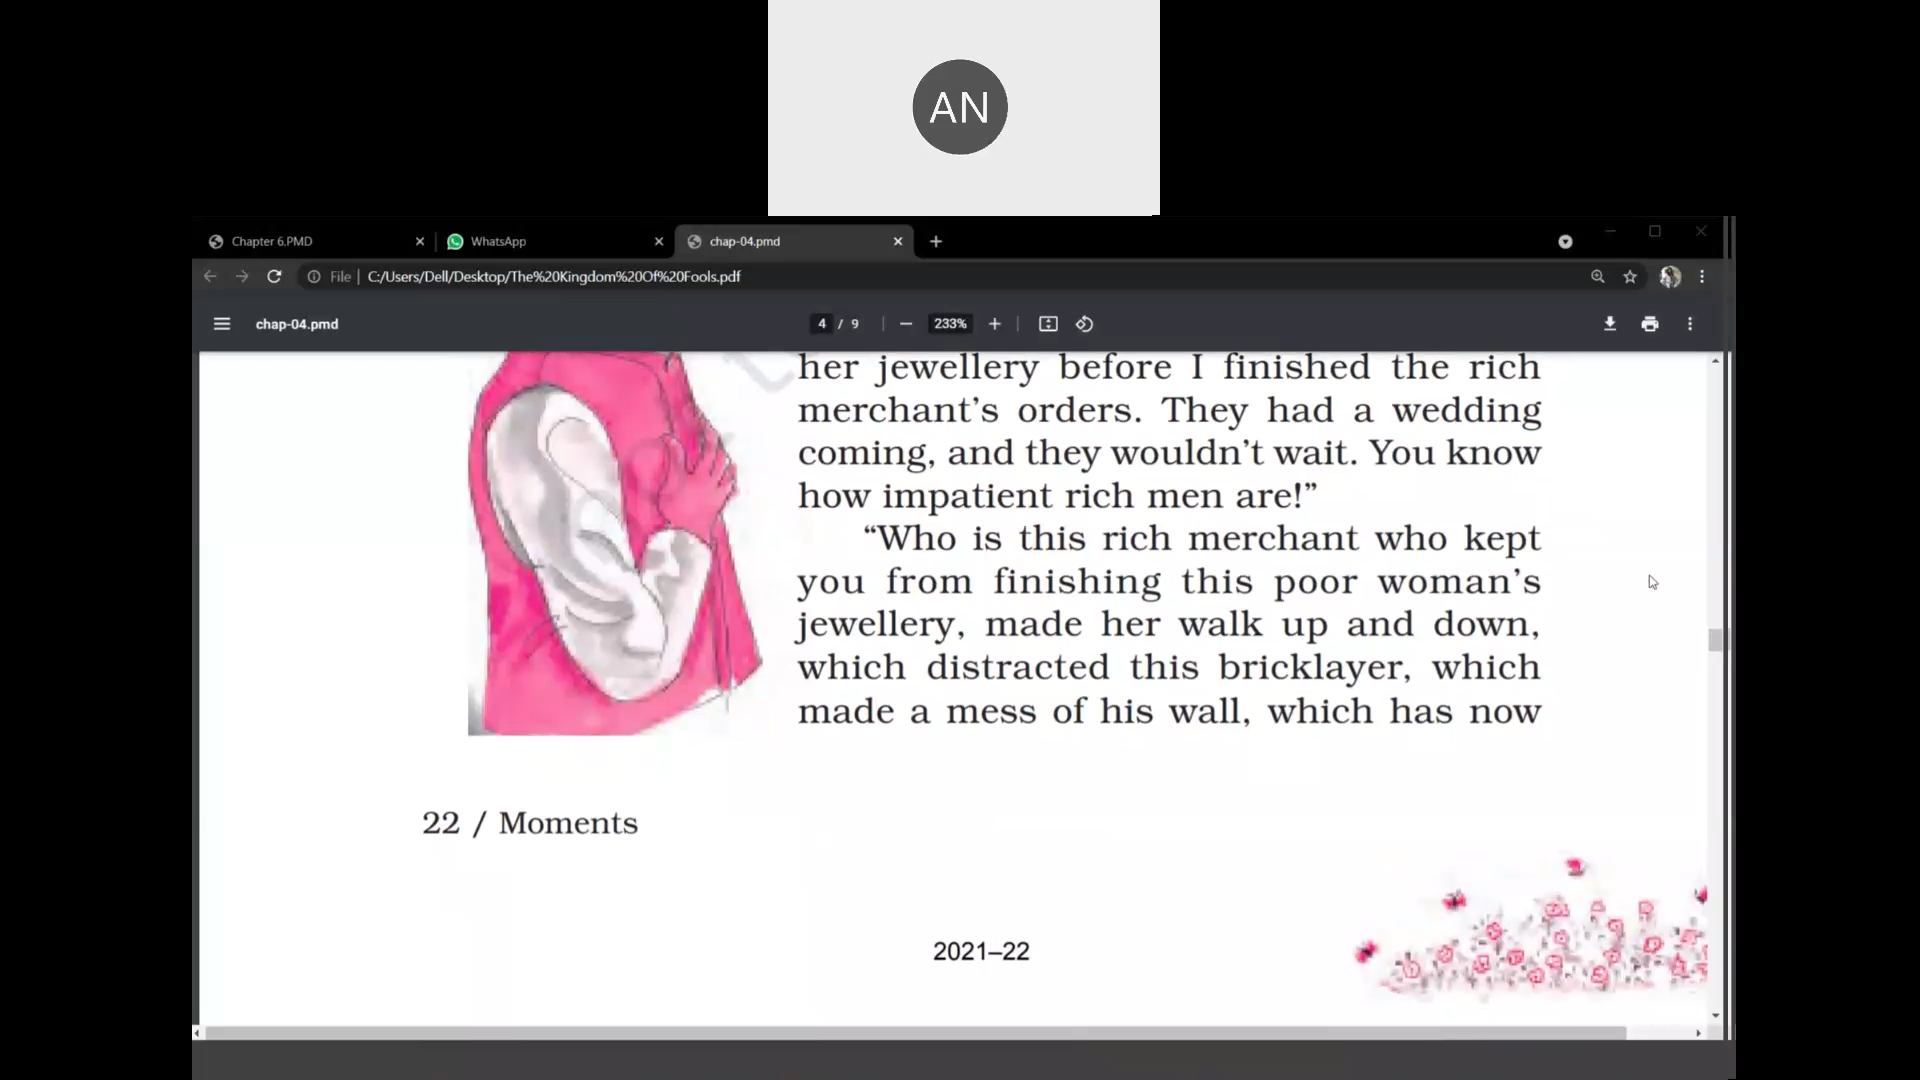 AN
Chapter 6.PMD
WhatsApp
chap-04.pmd
File | C:/Users/Dell/Desktop/The%20Kingdom%20Of%20Fools.pdf
chap-04.pmd
4 / 9
233%
her jewellery before I finished the rich
merchant’s orders. They had a wedding
coming, and they wouldn’t wait. You know
how impatient rich men are!”
“Who is this rich merchant who kept
you from finishing this poor woman’s
jewellery, made her walk up and down,
which distracted this bricklayer, which
made a mess of his wall, which has now
22 / Moments
2021–22